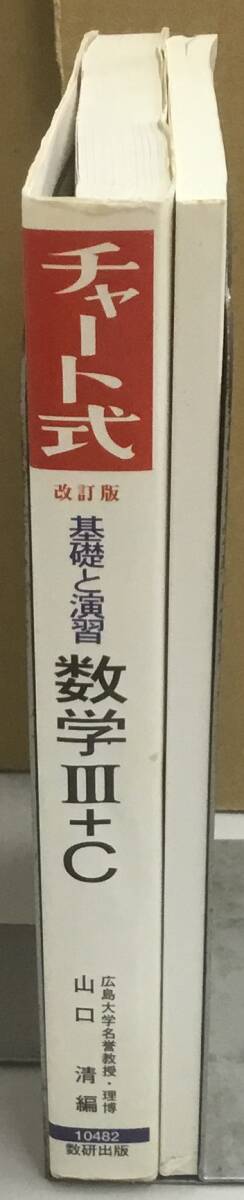 チャート式
改訂版
基礎と演習
数学Ⅲ+C
広島大学名誉教授・理博
山口 清編
10482
数研出版